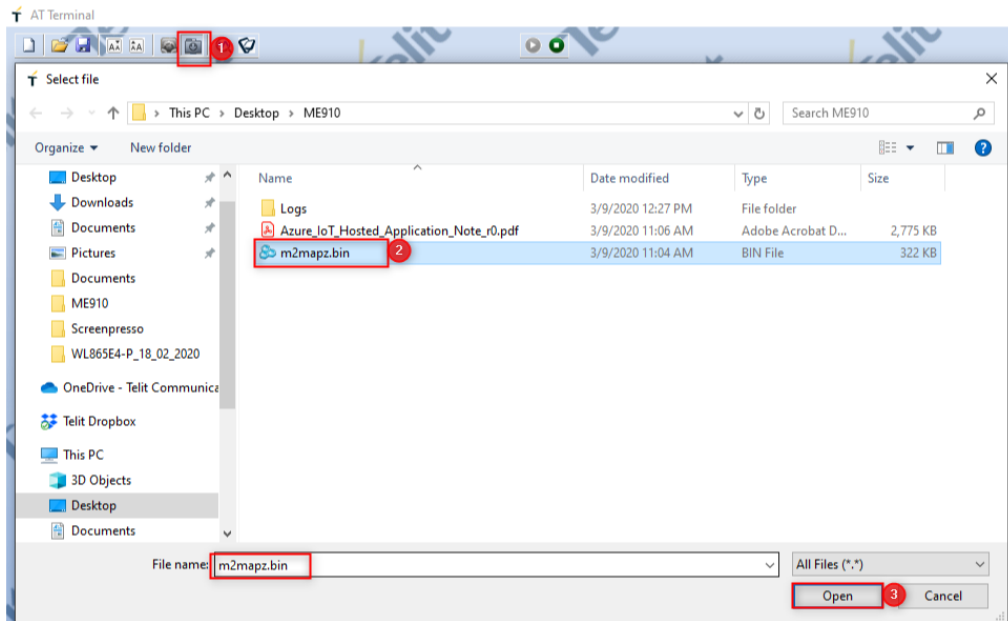 AT Terminal
1
Select file
This PC > Desktop > ME910
Search ME910
Organize
New folder
Desktop
Downloads
Documents
Pictures
Documents
ME910
Screenpresso
WL865E4-P_18_02_2020
OneDrive - Telit Communica
Telit Dropbox
This PC
3D Objects
Desktop
Documents
Name Date modified Type Size
Logs 3/9/2020 12:27 PM File folder
Azure_IoT_Hosted_Application_Note_r0.pdf 3/9/2020 11:06 AM Adobe Acrobat D... 2,775 KB
m2mapz.bin 2 3/9/2020 11:04 AM BIN File 322 KB
File name: m2mapz.bin All Files (*.*)
Open 3 Cancel